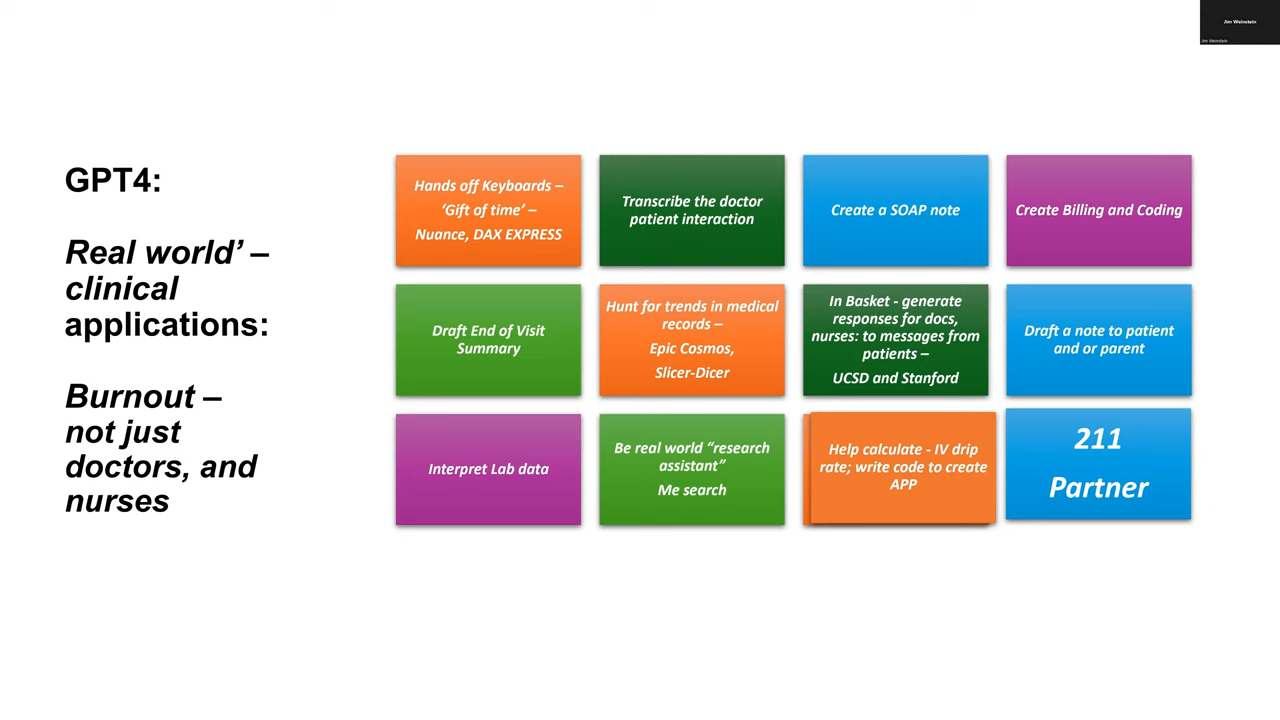 Jim Weinstein
Jim Weinstein
GPT4:
Real world’ –
clinical
applications:
Burnout –
not just
doctors, and
nurses
Hands off Keyboards –
‘Gift of time’ –
Nuance, DAX EXPRESS
Transcribe the doctor
patient interaction
Create a SOAP note
Create Billing and Coding
Draft End of Visit
Summary
Hunt for trends in medical
records –
Epic Cosmos,
Slicer-Dicer
In Basket - generate
responses for docs,
nurses: to messages from
patients –
UCSD and Stanford
Draft a note to patient
and or parent
Interpret Lab data
Be real world “research
assistant”
Me search
Help calculate - IV drip
rate; write code to create
APP
211
Partner